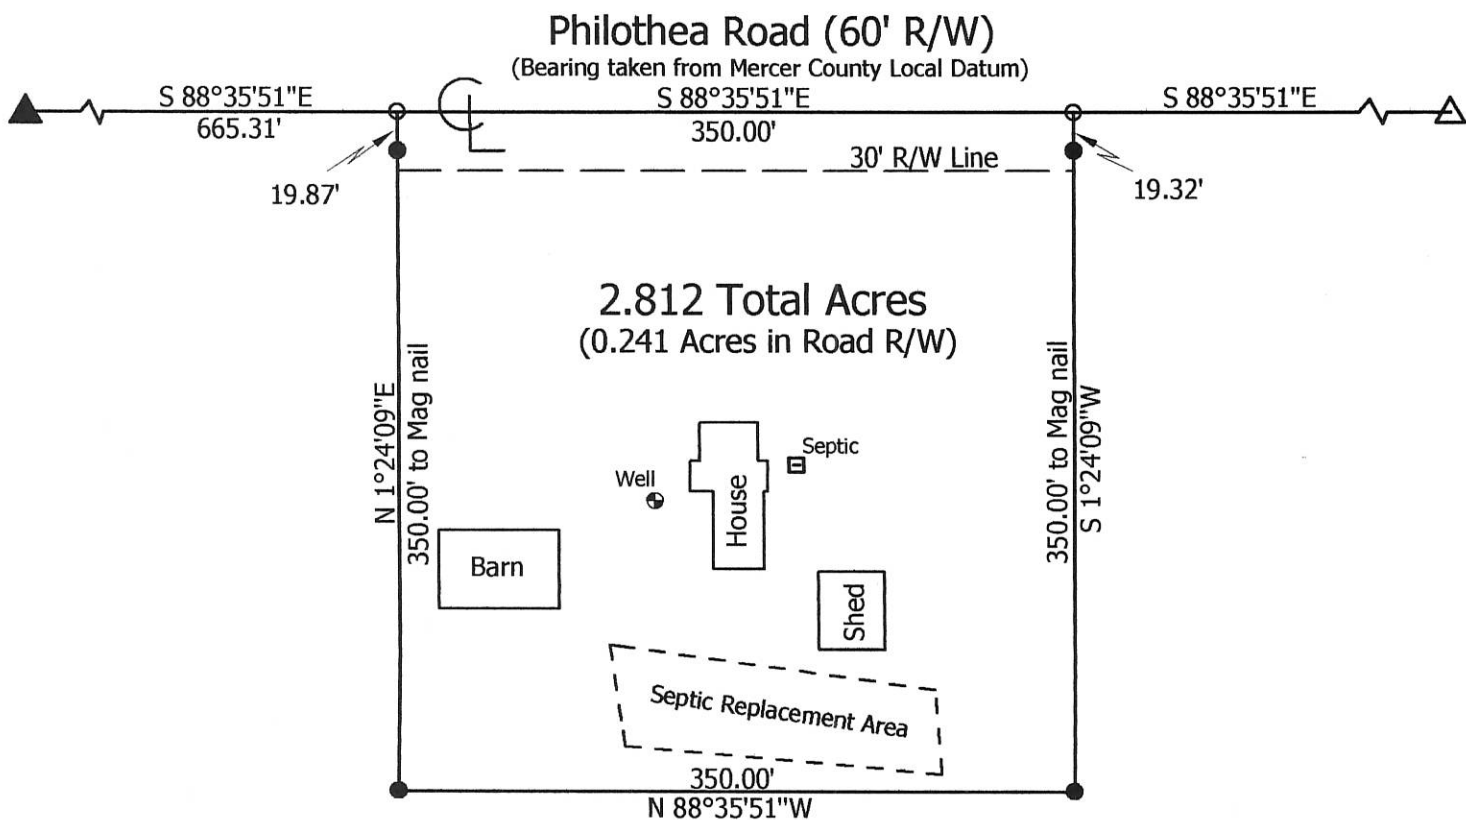 Philothea Road (60' R/W)
(Bearing taken from Mercer County Local Datum)
S 88°35'51"E
S 88°35'51"E
S 88°35'51"E
665.31'
350.00'
30' R/W Line
19.87'
19.32'
2.812 Total Acres
(0.241 Acres in Road R/W)
N 1°24'09"E
350.00' to Mag nail
350.00' to Mag nail
S 1°24'09"W
Septic
Well
House
Barn
Shed
Septic Replacement Area
350.00'
N 88°35'51"W